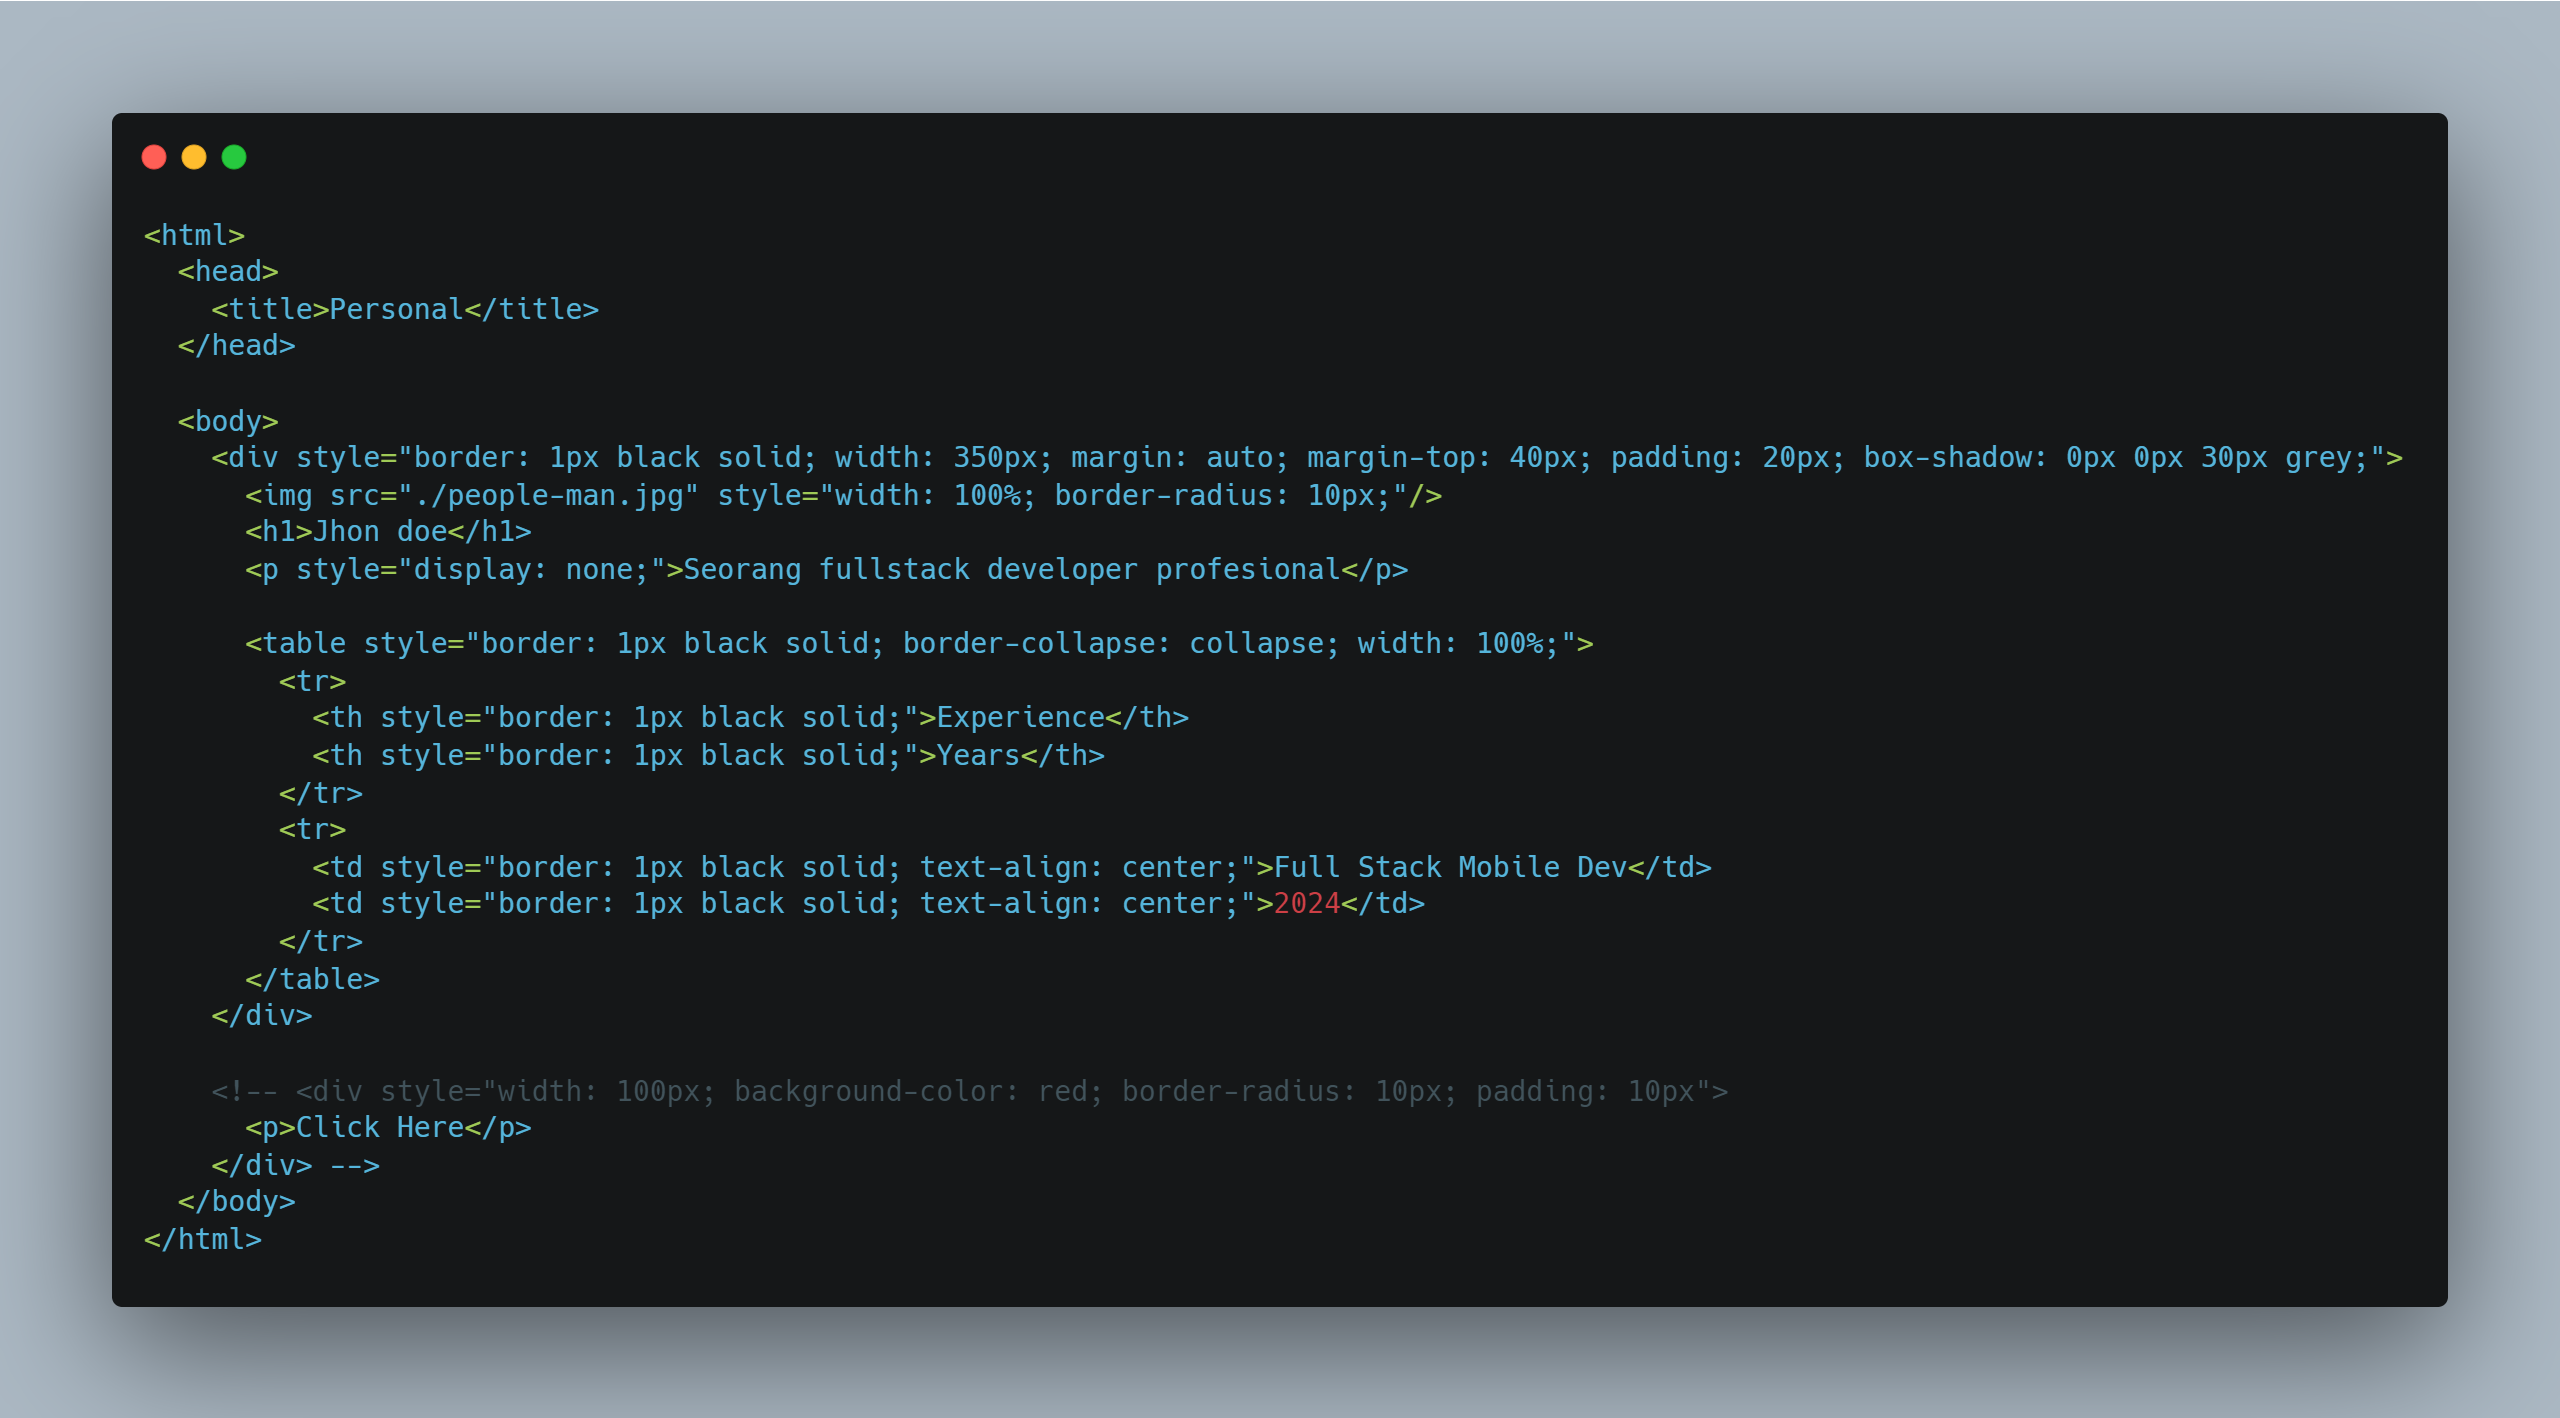 <html>
  <head>
    <title>Personal</title>
  </head>

  <body>
    <div style="border: 1px black solid; width: 350px; margin: auto; margin-top: 40px; padding: 20px; box-shadow: 0px 0px 30px grey;">
      <img src="./people-man.jpg" style="width: 100%; border-radius: 10px;"/>
      <h1>Jhon doe</h1>
      <p style="display: none;">Seorang fullstack developer profesional</p>

      <table style="border: 1px black solid; border-collapse: collapse; width: 100%;">
        <tr>
          <th style="border: 1px black solid;">Experience</th>
          <th style="border: 1px black solid;">Years</th>
        </tr>
        <tr>
          <td style="border: 1px black solid; text-align: center;">Full Stack Mobile Dev</td>
          <td style="border: 1px black solid; text-align: center;">2024</td>
        </tr>
      </table>
    </div>

    <!-- <div style="width: 100px; background-color: red; border-radius: 10px; padding: 10px">
      <p>Click Here</p>
    </div> -->
  </body>
</html>